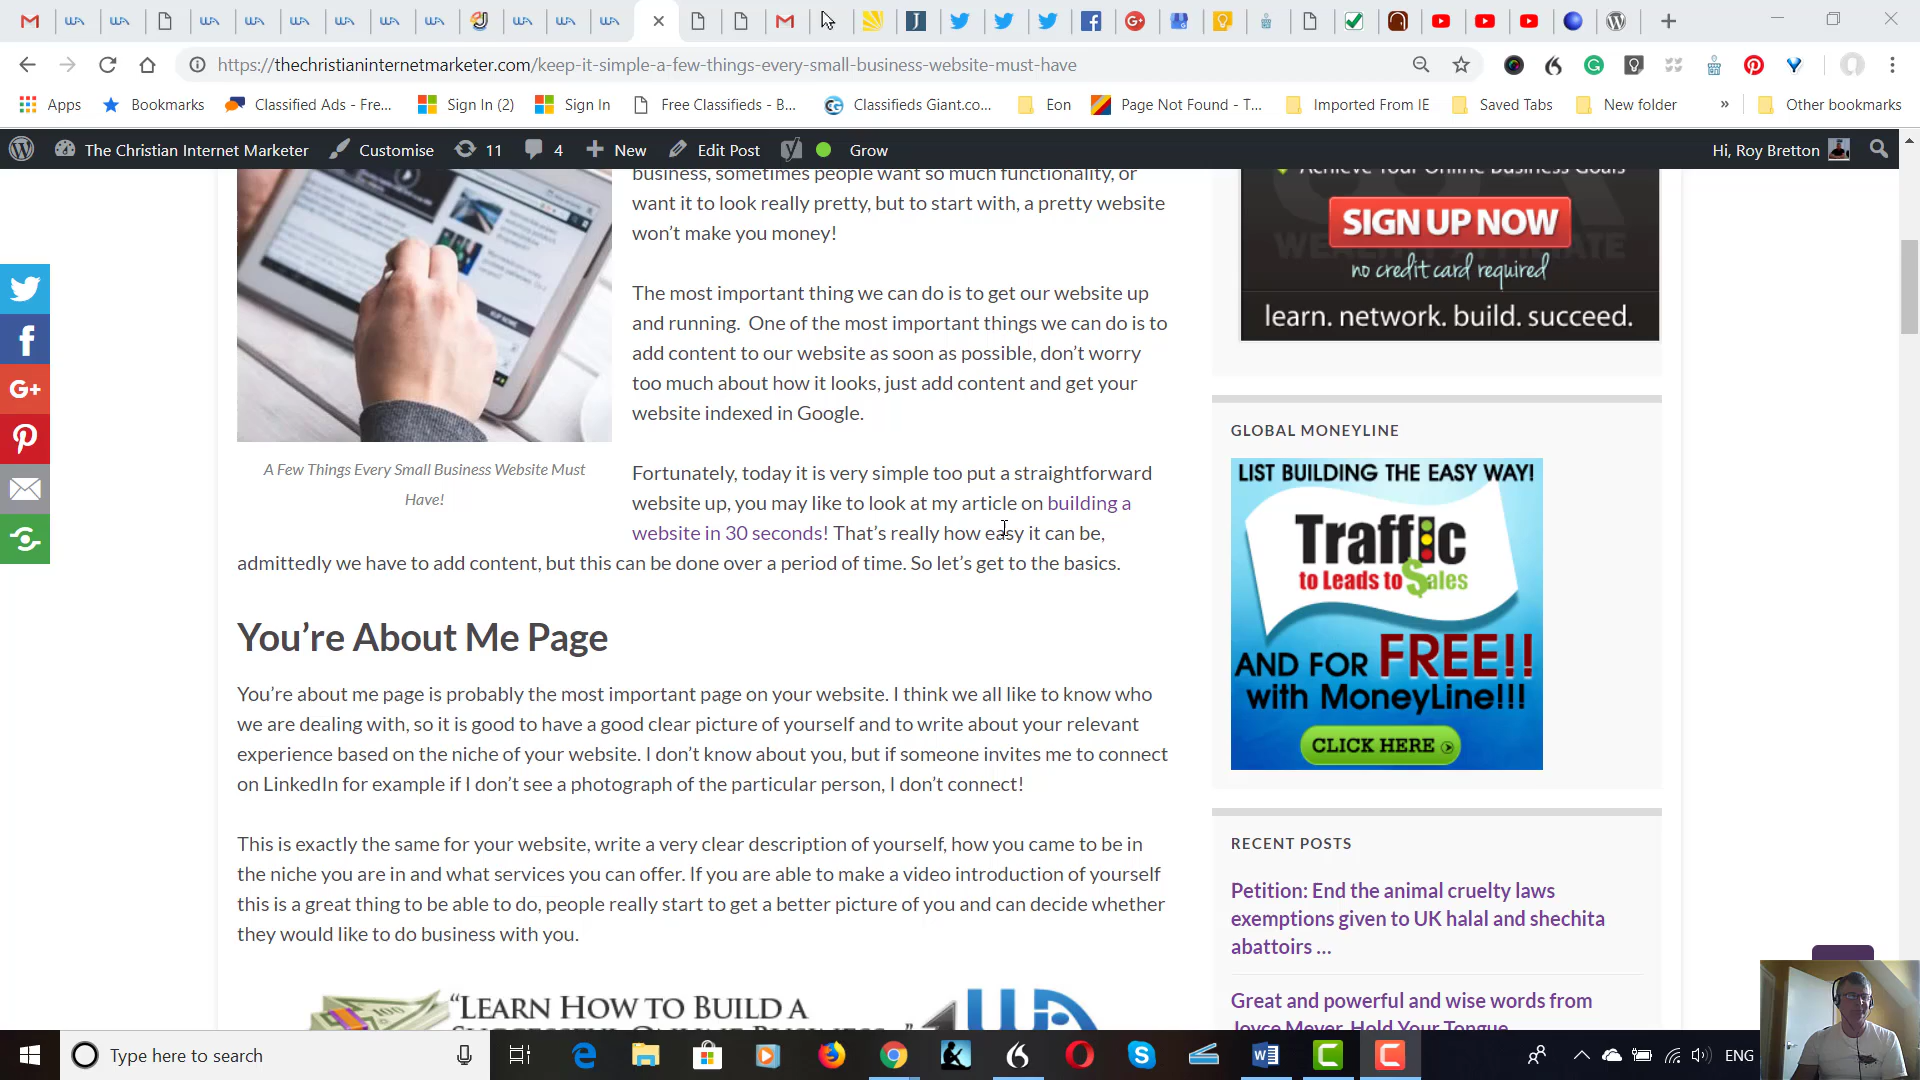 https://thechristianinternetmarketer.com/keep-it-simple-a-few-things-every-small-business-website-must-have
Apps Bookmarks Classified Ads - Fre... Sign In (2) Sign In Free Classifieds - B... Classifieds Giant.co... Eon Page Not Found - T... Imported From IE Saved Tabs New folder » Other bookmarks
The Christian Internet Marketer Customise 11 4 New Edit Post Grow Hi, Roy Bretton
business, sometimes people want so much functionality, or
want it to look really pretty, but to start with, a pretty website
won't make you money!
The most important thing we can do is to get our website up
and running.  One of the most important things we can do is to
add content to our website as soon as possible, don't worry
too much about how it looks, just add content and get your
website indexed in Google.
A Few Things Every Small Business Website Must
Have!
Fortunately, today it is very simple too put a straightforward
website up, you may like to look at my article on building a
website in 30 seconds! That's really how easy it can be,
admittedly we have to add content, but this can be done over a period of time. So let's get to the basics.
You're About Me Page
You're about me page is probably the most important page on your website. I think we all like to know who
we are dealing with, so it is good to have a good clear picture of yourself and to write about your relevant
experience based on the niche of your website. I don't know about you, but if someone invites me to connect
on LinkedIn for example if I don't see a photograph of the particular person, I don't connect!
This is exactly the same for your website, write a very clear description of yourself, how you came to be in
the niche you are in and what services you can offer. If you are able to make a video introduction of yourself
this is a great thing to be able to do, people really start to get a better picture of you and can decide whether
they would like to do business with you.
"LEARN HOW TO BUILD A
SUCCESSFUL ONLINE BUSINESS..."
Achieve Your Online Business Goals
SIGN UP NOW
no credit card required
learn. network. build. succeed.
GLOBAL MONEYLINE
LIST BUILDING THE EASY WAY!
Traffic
to Leads to $ales
AND FOR FREE!!
with MoneyLine!!!
CLICK HERE
RECENT POSTS
Petition: End the animal cruelty laws
exemptions given to UK halal and shechita
abattoirs ...
Great and powerful and wise words from
Joyce Meyer. Hold Your Tongue
Type here to search ENG